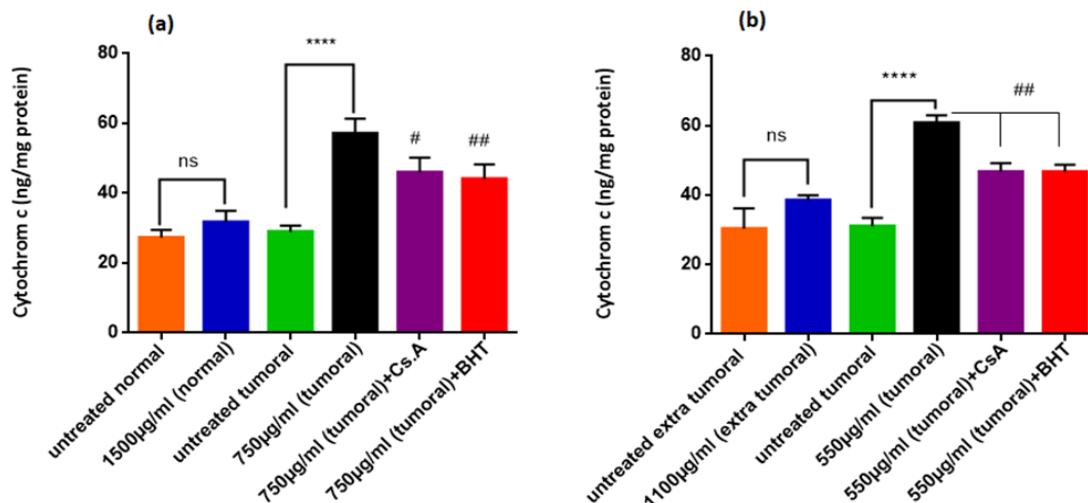 (a)
Cytochrom c (ng/mg protein)
80
60
40
20
0
ns
****
#
##
untreated normal
1500µg/ml (normal)
untreated tumoral
750µg/ml (tumoral)
750µg/ml (tumoral)+Cs.A
750µg/ml (tumoral)+BHT
(b)
Cytochrom c (ng/mg protein)
80
60
40
20
0
ns
****
##
untreated extra tumoral
1100µg/ml (extra tumoral)
untreated tumoral
550µg/ml (tumoral)
550µg/ml (tumoral)+CsA
550µg/ml (tumoral)+BHT